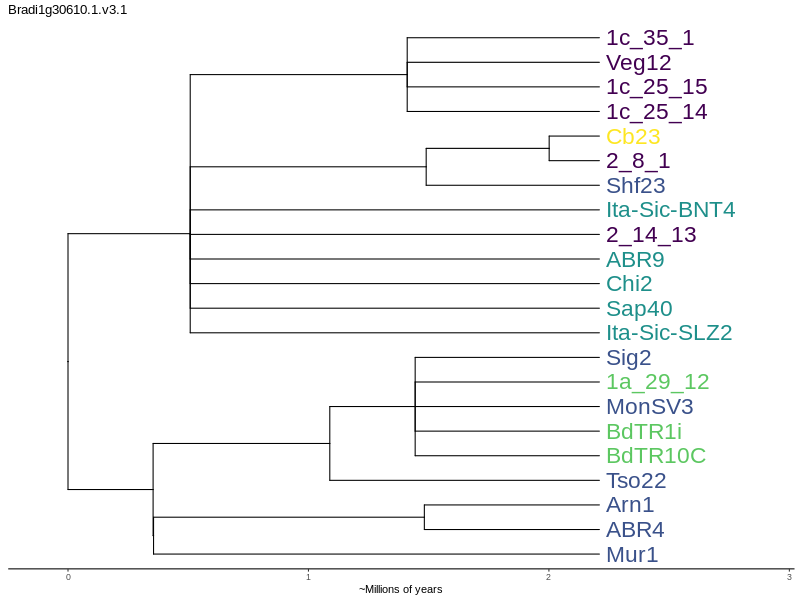 Bradi1g30610.1.v3.1
1c_35_1
Veg12
1c_25_15
1c_25_14
Cb23
2_8_1
Shf23
Ita-Sic-BNT4
2_14_13
ABR9
Chi2
Sap40
Ita-Sic-SLZ2
Sig2
1a_29_12
MonSV3
BdTR1i
BdTR10C
Tso22
Arn1
ABR4
Mur1
0 1 2 3
~Millions of years